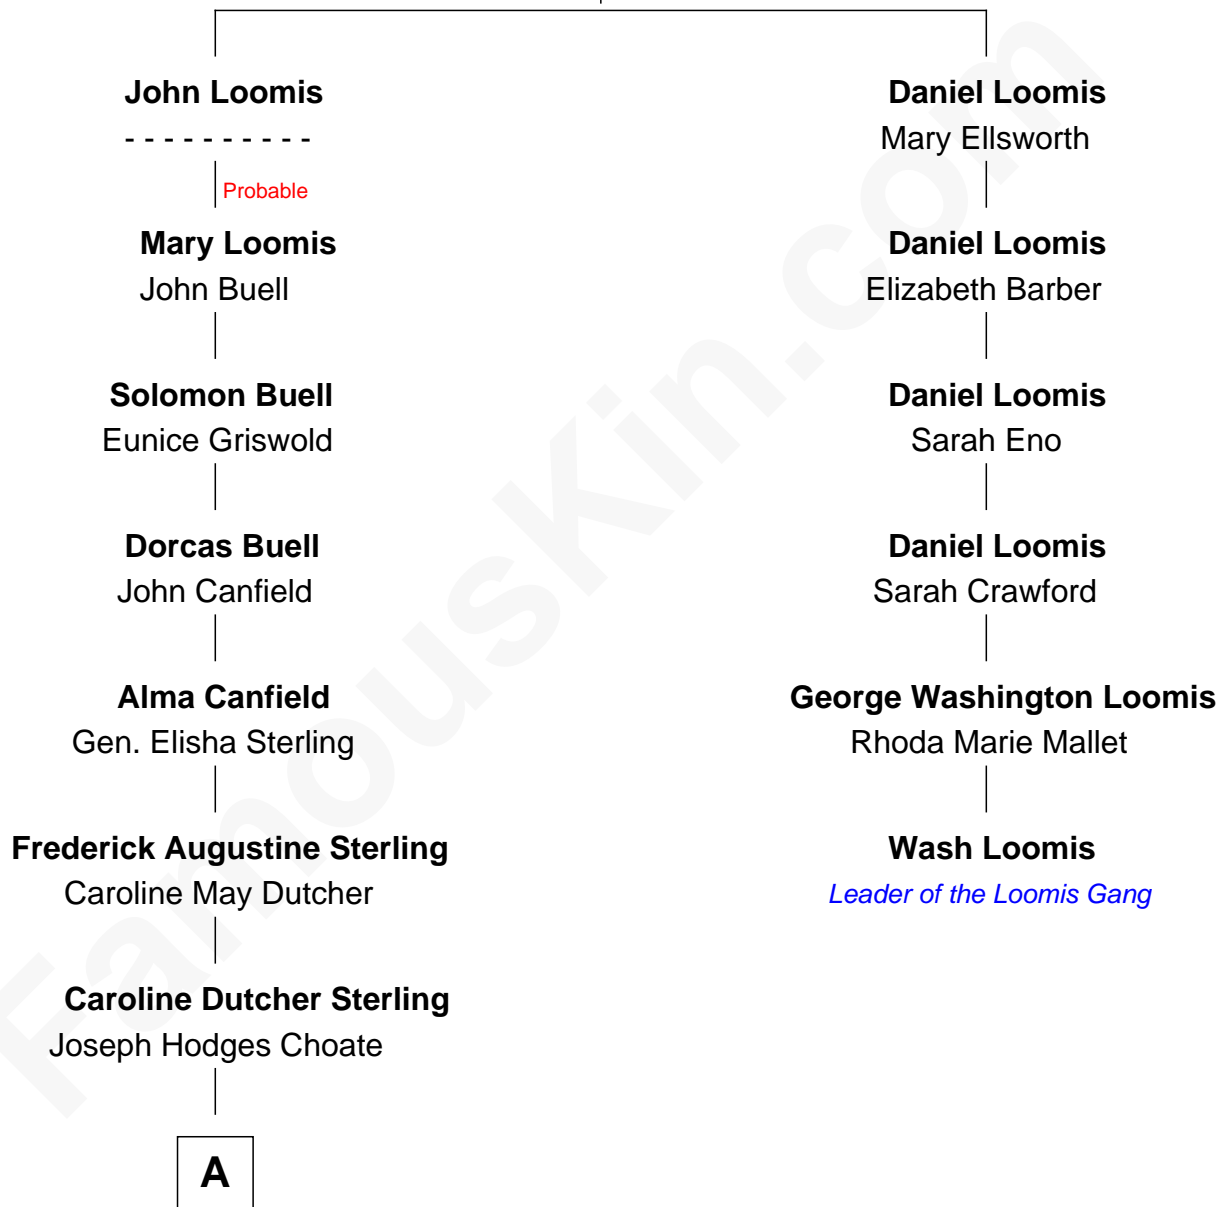 John Loomis
- - - - - - - - - -
Probable
Mary Loomis
John Buell
Solomon Buell
Eunice Griswold
Dorcas Buell
John Canfield
Alma Canfield
Gen. Elisha Sterling
Frederick Augustine Sterling
Caroline May Dutcher
Caroline Dutcher Sterling
Joseph Hodges Choate
A
Daniel Loomis
Mary Ellsworth
Daniel Loomis
Elizabeth Barber
Daniel Loomis
Sarah Eno
Daniel Loomis
Sarah Crawford
George Washington Loomis
Rhoda Marie Mallet
Wash Loomis
Leader of the Loomis Gang
FamousKin.com